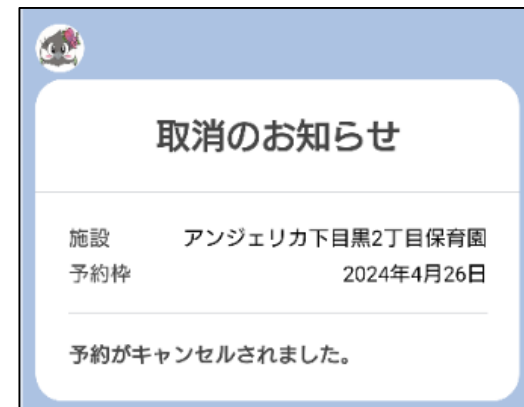 取消のお知らせ
施設 アンジェリカ下目黒2丁目保育園
予約枠 2024年4月26日
予約がキャンセルされました。